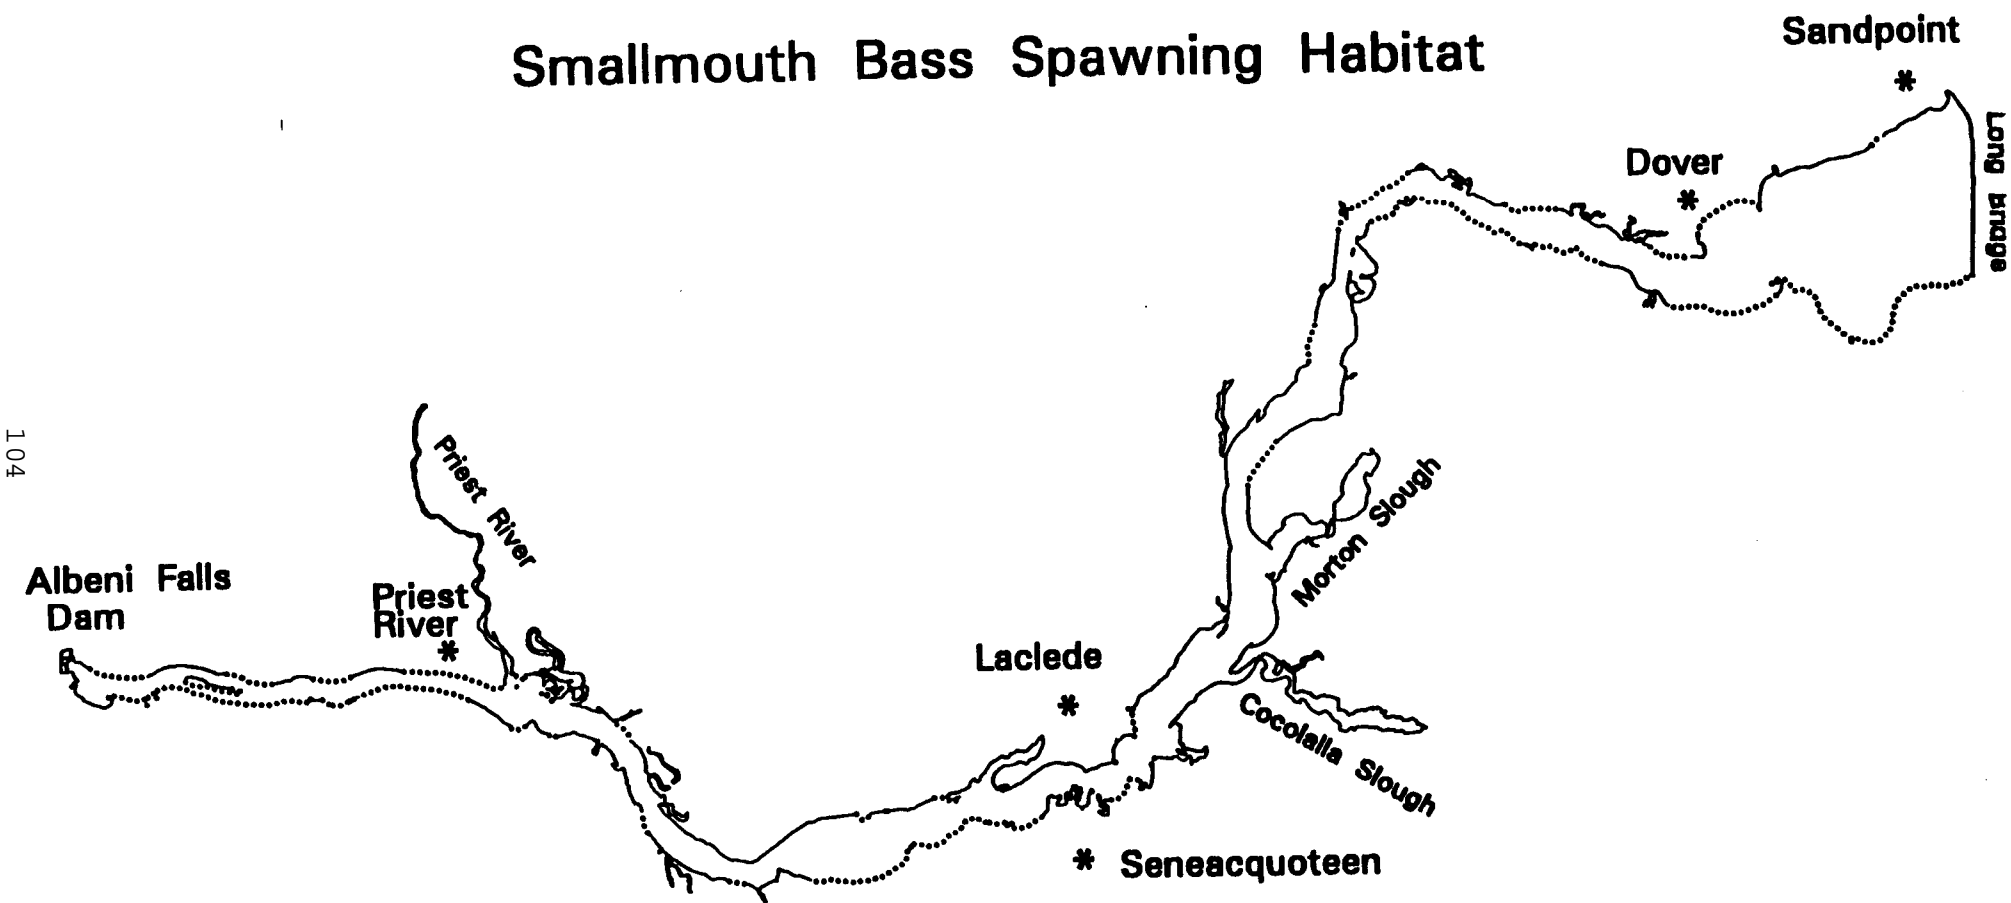 Smallmouth Bass Spawning Habitat
Sandpoint
Long Bridge
Dover
104
Priest River
Morton Slough
Albeni Falls
Dam
Priest
River
Laclede
Cocolalla Slough
Seneacquoteen